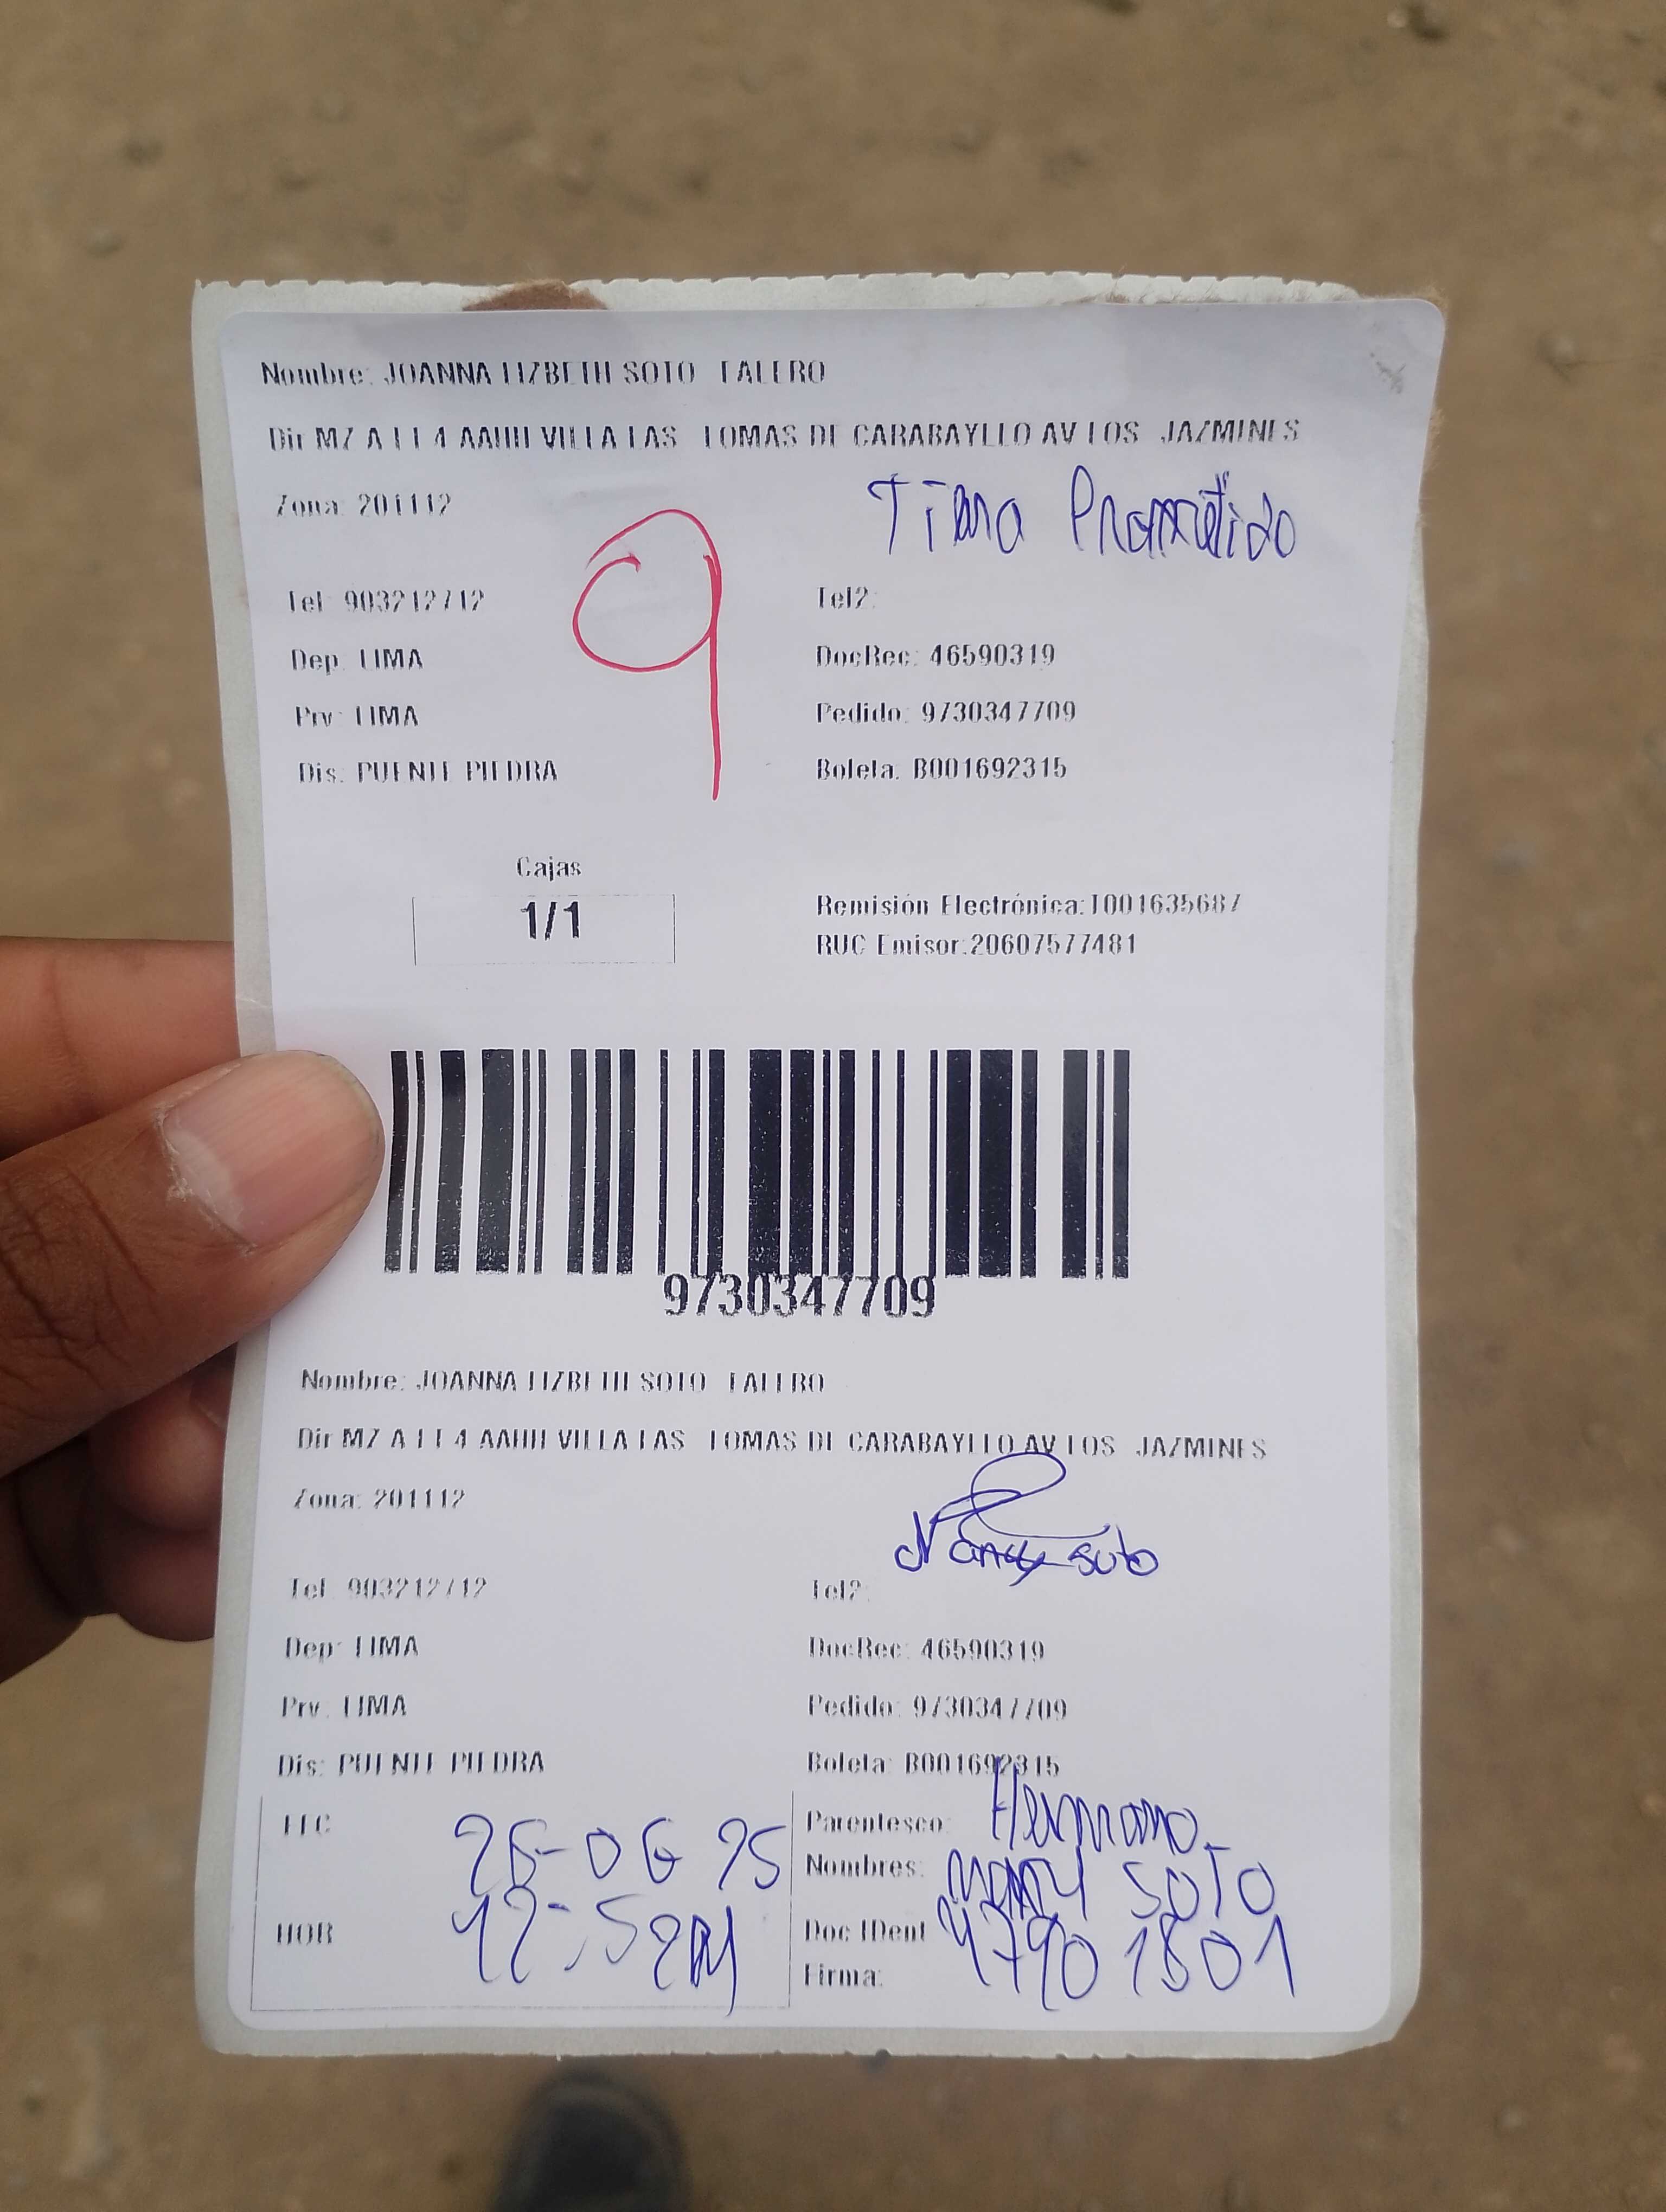 Nombre: JOANNA LIZBETH SOTO TALERO
Dir MZ A LT 4 AAHH VILLA LAS LOMAS DE CARABAYLLO AV LOS JAZMINES
Zona: 201112
Prometido
Tel: 903212712
Tel2:
Dep: LIMA
DocRec: 46590319
Prv: LIMA
Pedido: 9730347709
Dis: PUENTE PIEDRA
Boleta: B001692315
9
Cajas
1/1
Remisión Electrónica:T001635687
RUC Emisor:20607577481
9730347709
Nombre: JOANNA LIZBETH SOTO TALERO
Dir MZ A LT 4 AAHH VILLA LAS LOMAS DE CARABAYLLO AV LOS JAZMINES
Zona: 201112
Nancy soto
Tel: 903212712
Tel2:
Dep: LIMA
DocRec: 46590319
Prv: LIMA
Pedido: 9730347709
Dis: PUENTE PIEDRA
Boleta: B001692315
FEC 26-06 25
Parentesco: Hermano
Nombres: SOTO
HOR
Doc IDent
Firma: